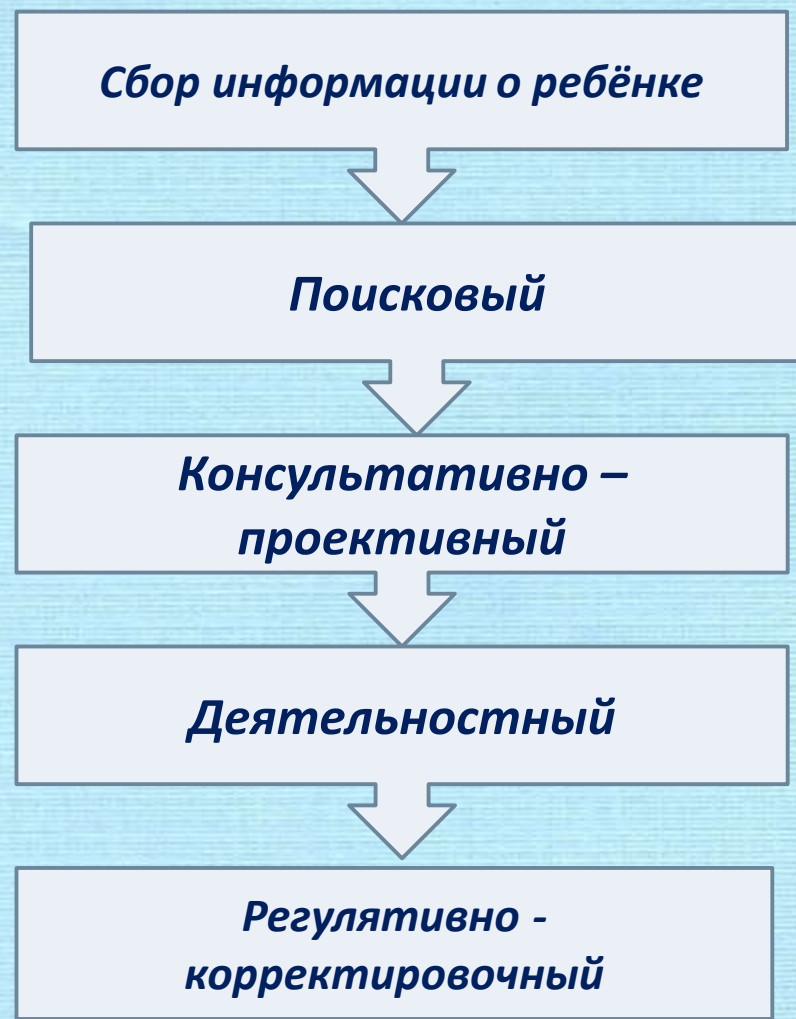 Сбор информации о ребёнке
Поисковый
Консультативно –
проективный
Деятельностный
Регулятивно -
корректировочный